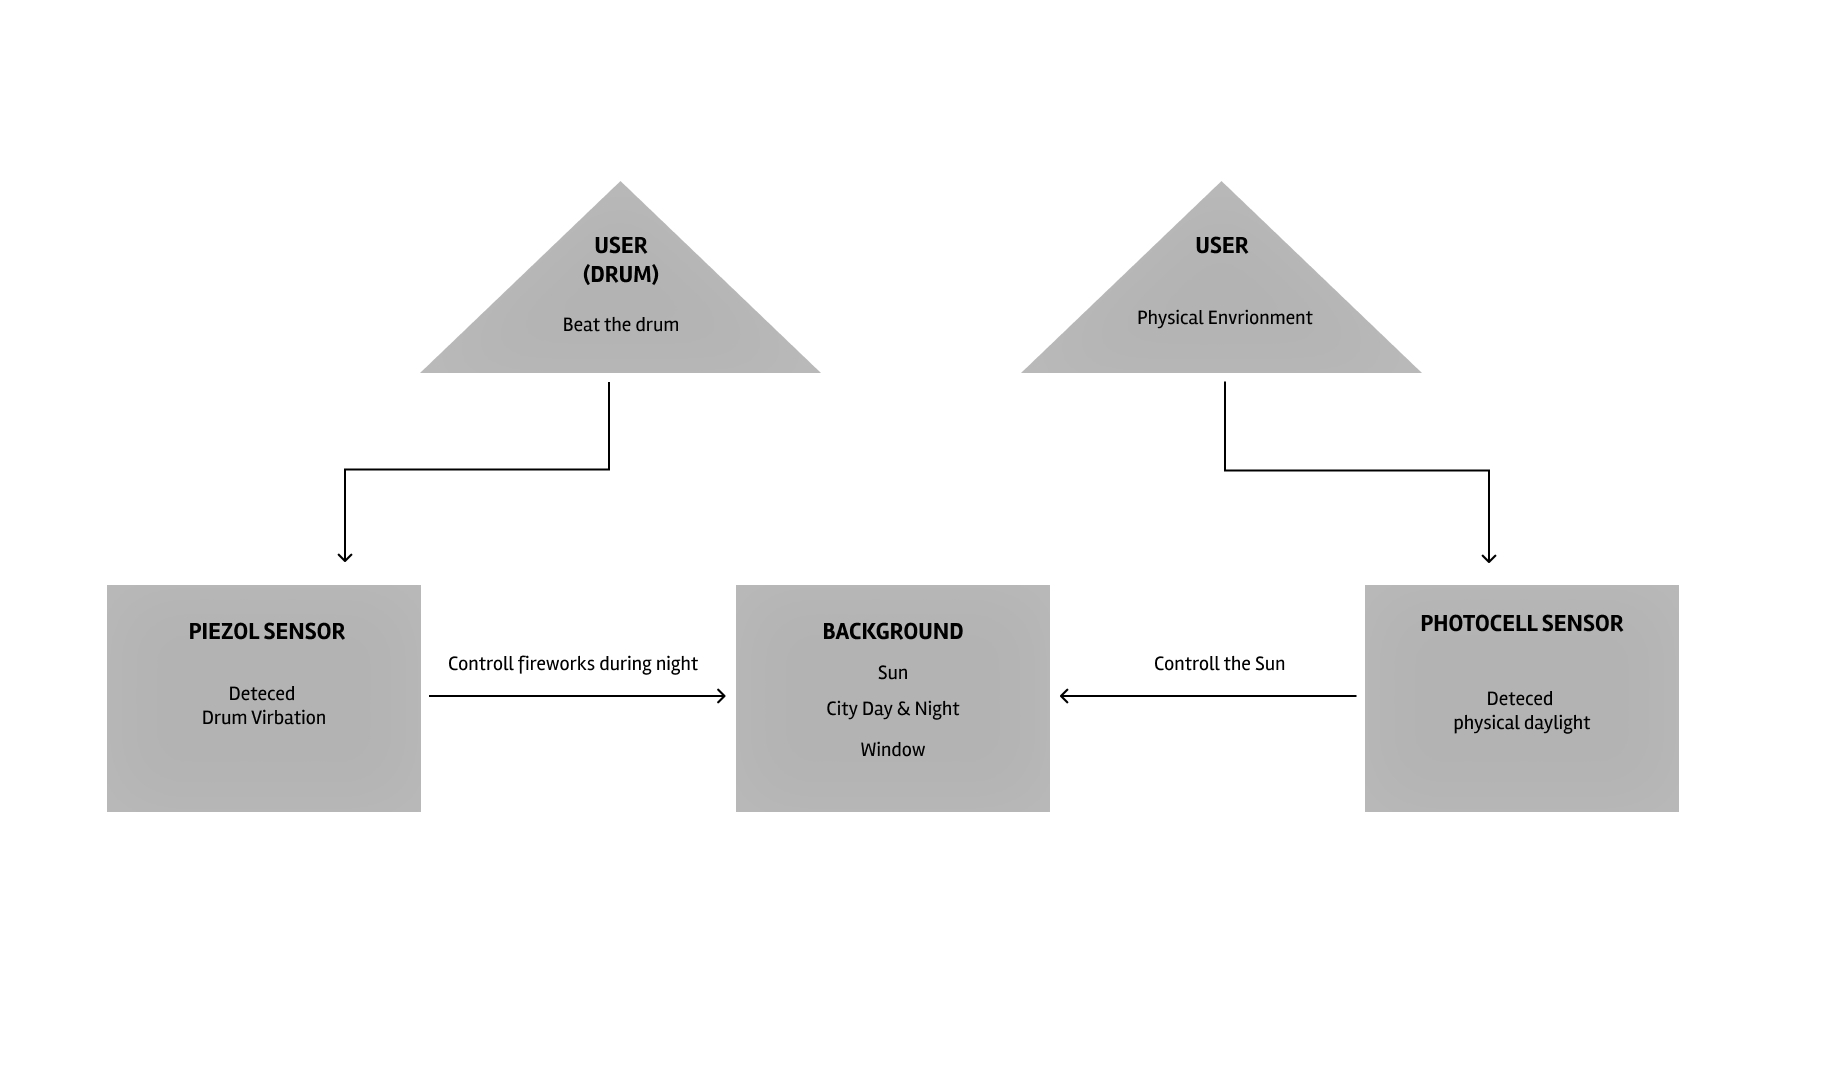 USER
(DRUM)
Beat the drum
USER
Physical Envrionment
PIEZOL SENSOR
Deteced
Drum Virbation
Controll fireworks during night
BACKGROUND
Sun
City Day & Night
Window
Controll the Sun
PHOTOCELL SENSOR
Deteced
physical daylight